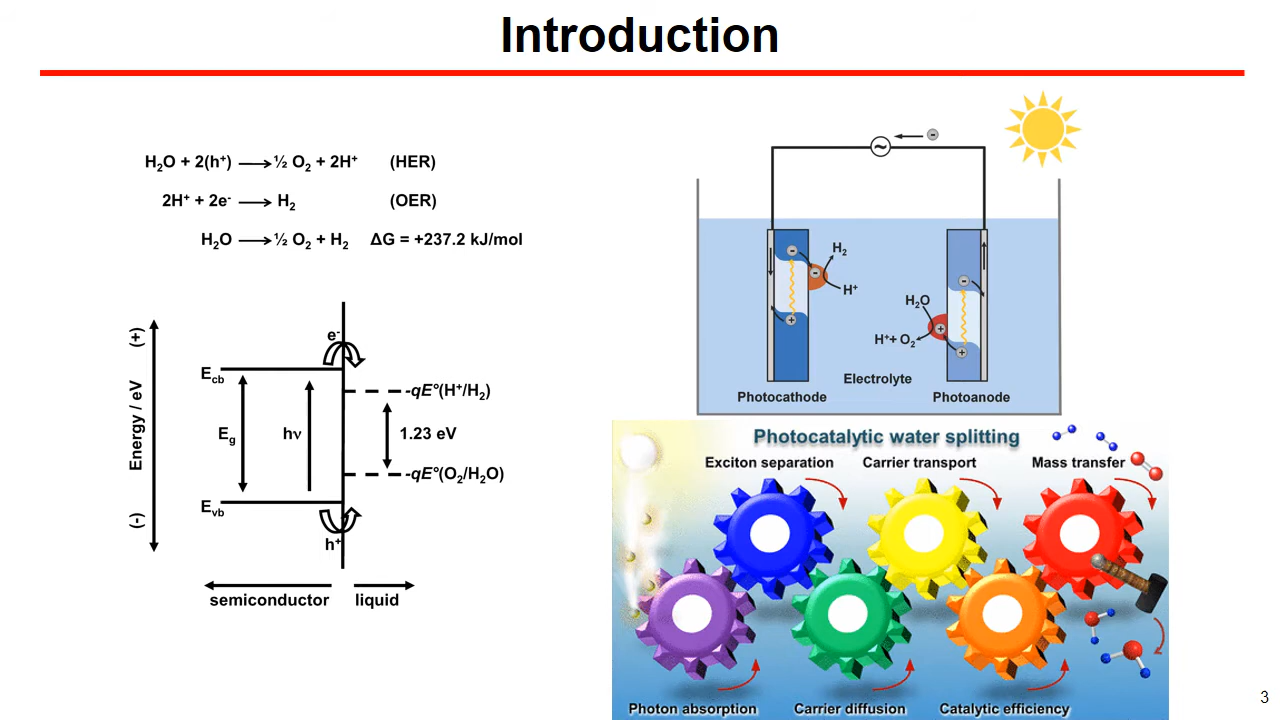 Introduction
H₂O + 2(h⁺) ⟶ ½ O₂ + 2H⁺ (HER)
2H⁺ + 2e⁻ ⟶ H₂ (OER)
H₂O ⟶ ½ O₂ + H₂ ΔG = +237.2 kJ/mol
Energy / eV
(+)
(-)
e⁻
E_cb
E_g
hν
-qE°(H⁺/H₂)
1.23 eV
-qE°(O₂/H₂O)
E_vb
h⁺
semiconductor
liquid
-
~
-
-
+
H₂
H⁺
H₂O
H⁺+ O₂
-
+
+
Electrolyte
Photocathode
Photoanode
Photocatalytic water splitting
Exciton separation
Carrier transport
Mass transfer
Photon absorption
Carrier diffusion
Catalytic efficiency
3